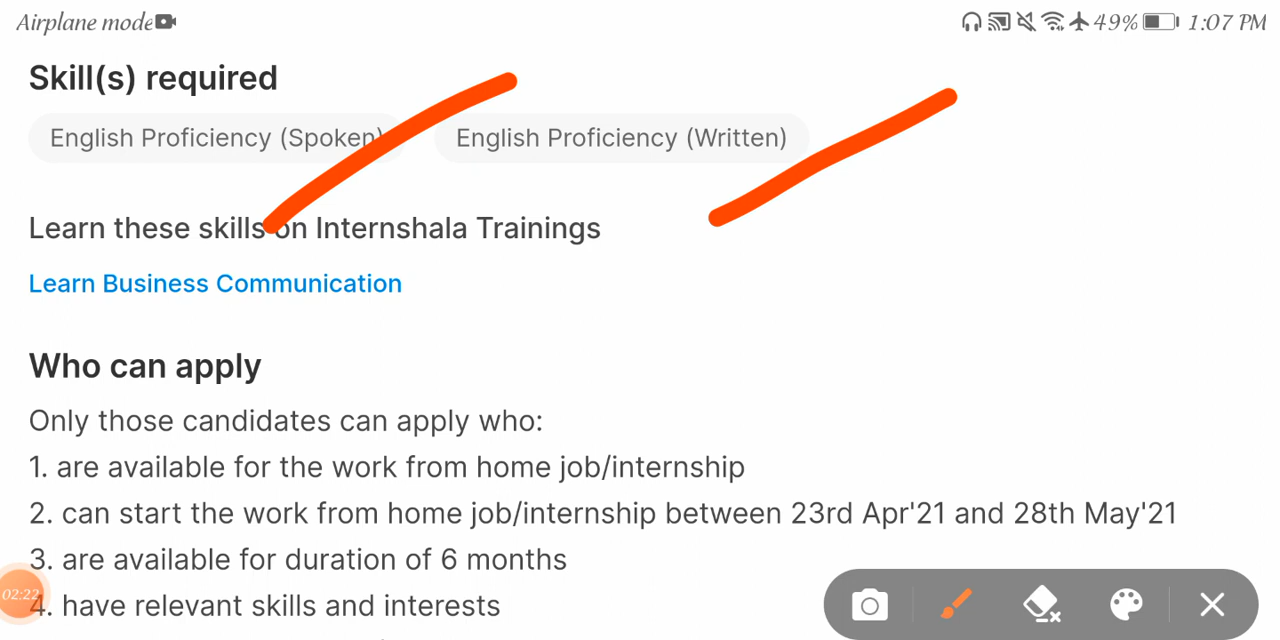 Airplane mode 49% 1:07 PM
Skill(s) required
English Proficiency (Spoken) English Proficiency (Written)
Learn these skills on Internshala Trainings
Learn Business Communication
Who can apply
Only those candidates can apply who:
1. are available for the work from home job/internship
2. can start the work from home job/internship between 23rd Apr'21 and 28th May'21
3. are available for duration of 6 months
02:22
4. have relevant skills and interests